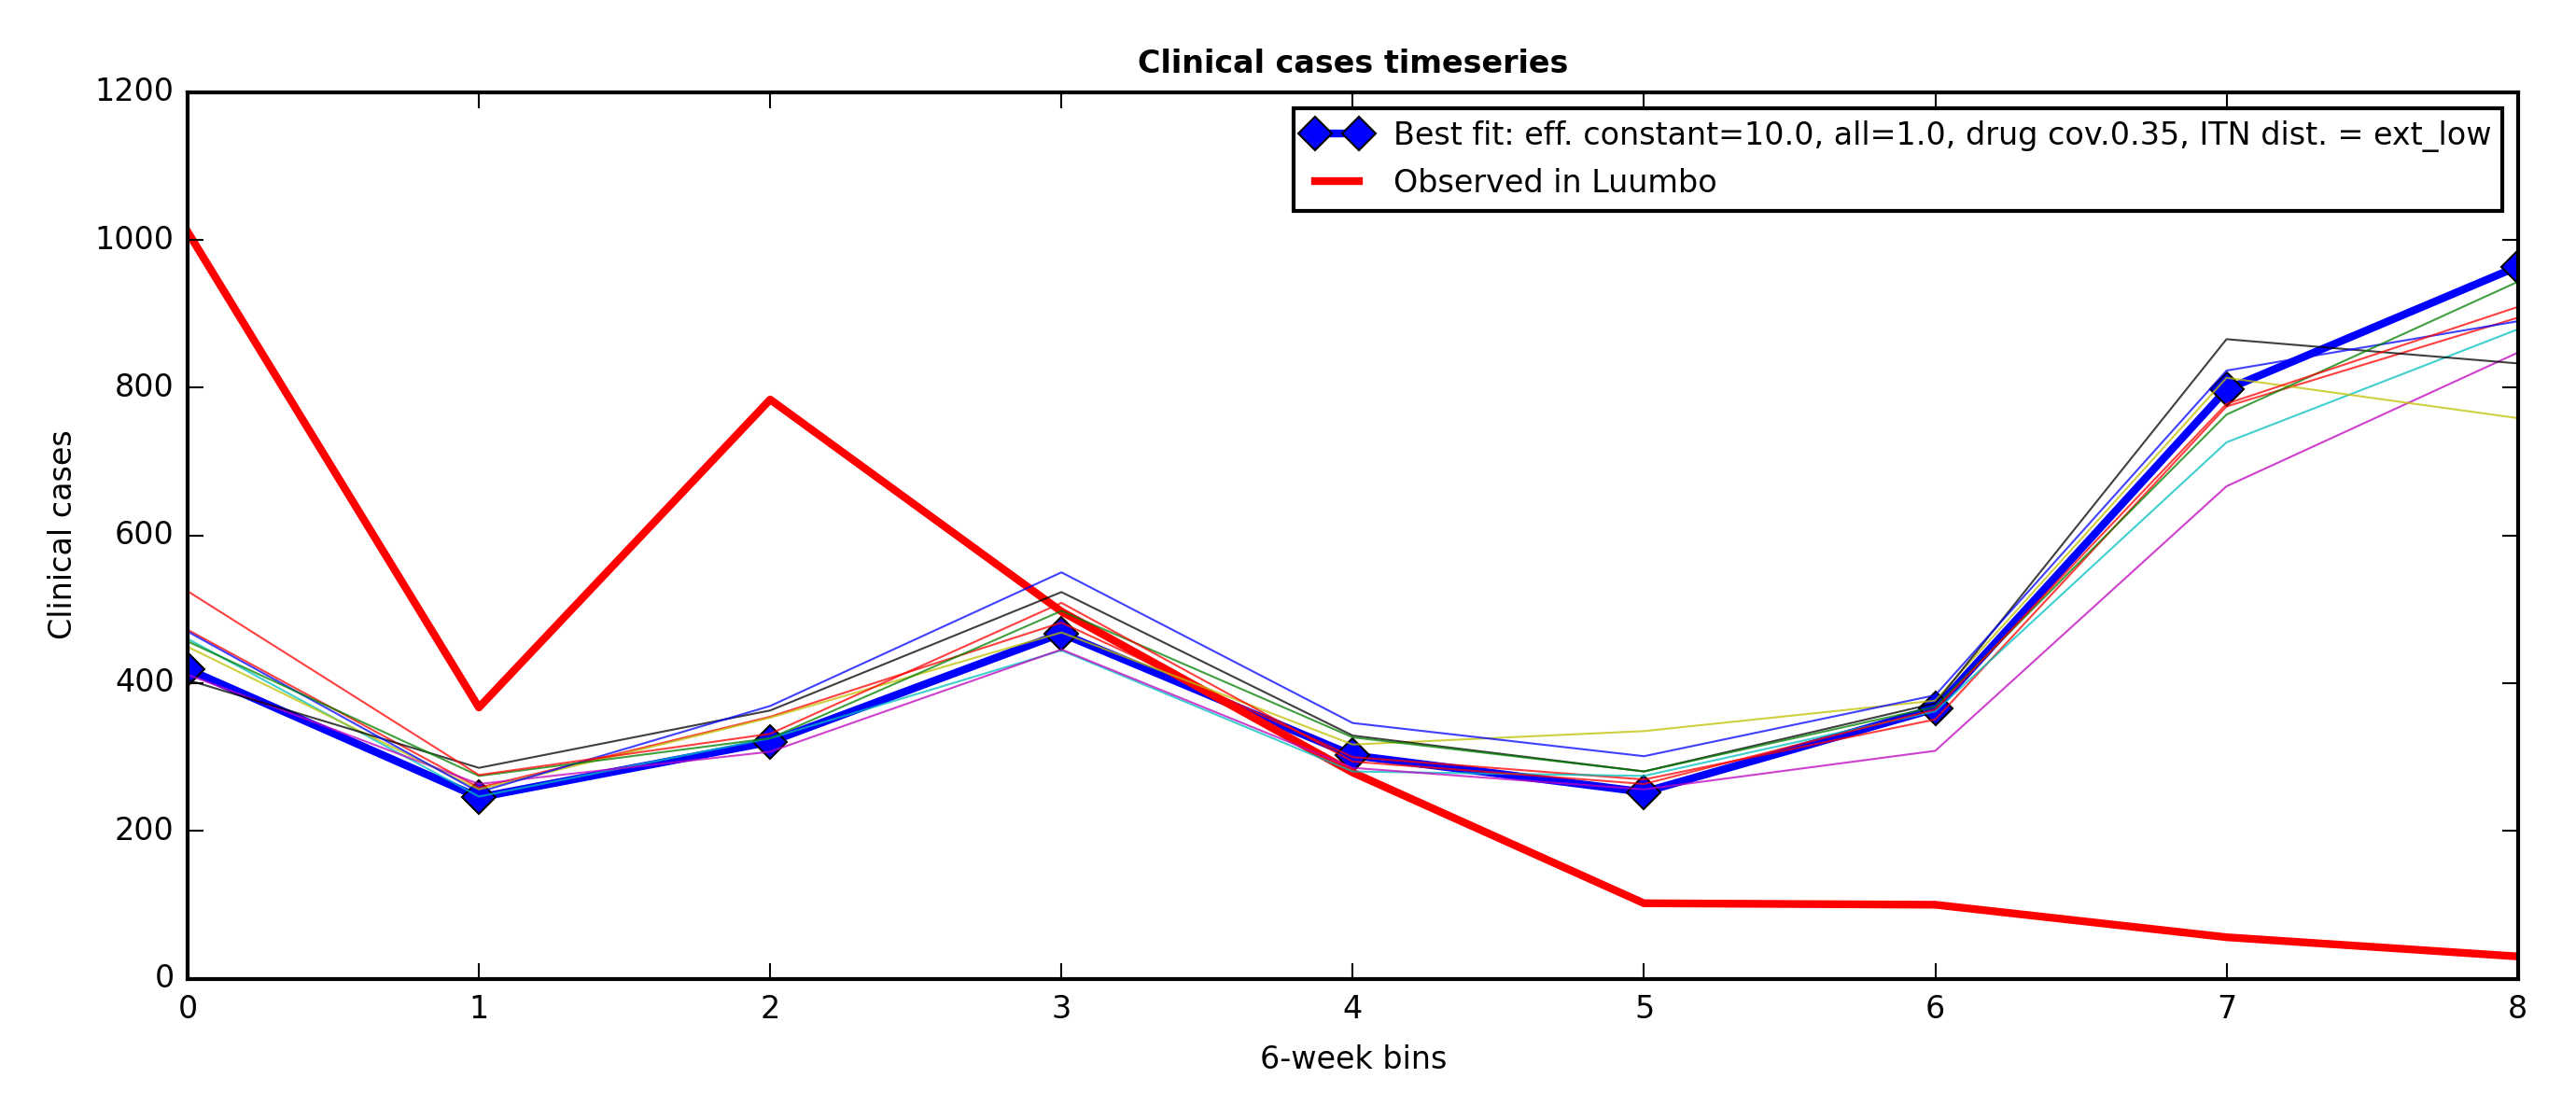 Clinical cases timeseries
1200
1000
800
600
400
200
0
Clinical cases
Best fit: eff. constant=10.0, all=1.0, drug cov.0.35, ITN dist. = ext_low
Observed in Luumbo
0 1 2 3 4 5 6 7 8
6-week bins